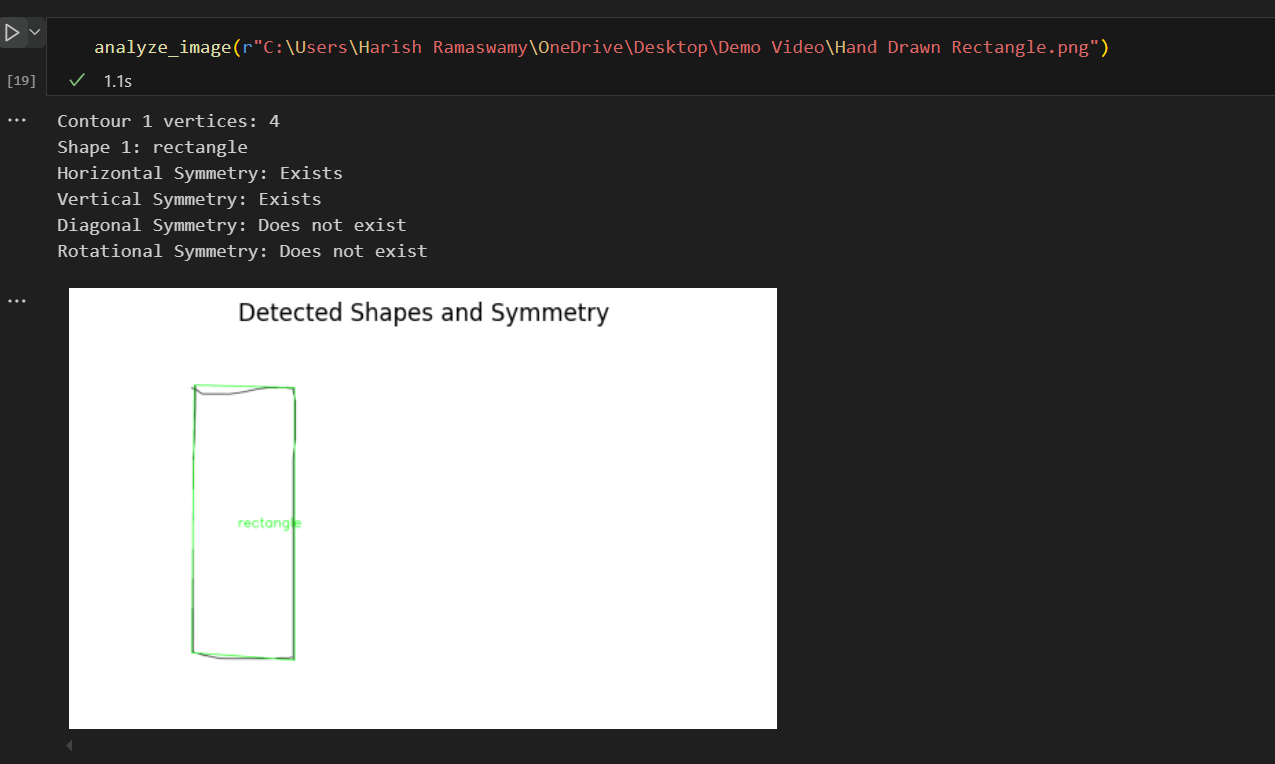 analyze_image(r"C:\Users\Harish Ramaswamy\OneDrive\Desktop\Demo Video\Hand Drawn Rectangle.png")
[19]
1.1s
Contour 1 vertices: 4
Shape 1: rectangle
Horizontal Symmetry: Exists
Vertical Symmetry: Exists
Diagonal Symmetry: Does not exist
Rotational Symmetry: Does not exist
Detected Shapes and Symmetry
rectangle